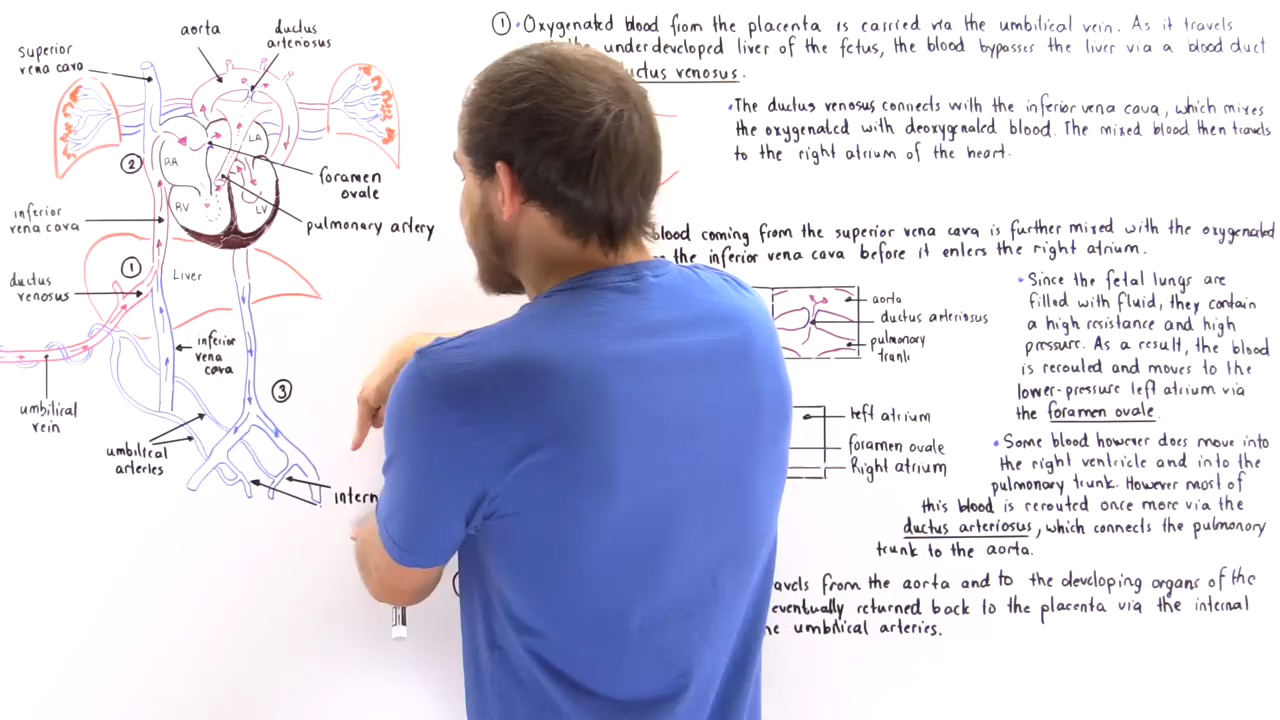 aorta
ductus
arteriosus
superior
vena cava
LA
RA
②
foramen
ovale
RV
LV
pulmonary artery
inferior
vena cava
①
Liver
ductus
venosus
inferior
vena
cava
③
umbilical
vein
umbilical
arteries
intern
① • Oxygenated blood from the placenta is carried via the umbilical vein. As it travels
the underdeveloped liver of the fetus, the blood bypasses the liver via a blood duct
ductus venosus.
• The ductus venosus connects with the inferior vena cava, which mixes
the oxygenated with deoxygenated blood. The mixed blood then travels
to the right atrium of the heart.
blood coming from the superior vena cava is further mixed with the oxygenated
the inferior vena cava before it enters the right atrium.
aorta
ductus arteriosus
pulmonary
trunk
left atrium
foramen ovale
Right atrium
• Since the fetal lungs are
filled with fluid, they contain
a high resistance and high
pressure. As a result, the blood
is rerouted and moves to the
lower-pressure left atrium via
the foramen ovale.
• Some blood however does move into
the right ventricle and into the
pulmonary trunk. However most of
this blood is rerouted once more via the
ductus arteriosus, which connects the pulmonary
trunk to the aorta.
avels from the aorta and to the developing organs of the
eventually returned back to the placenta via the internal
he umbilical arteries.